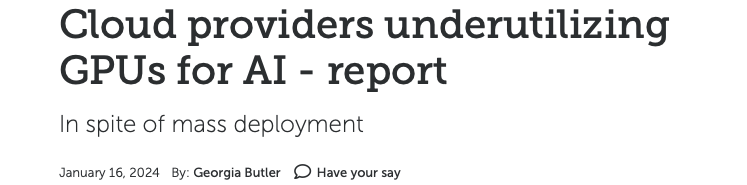 Cloud providers underutilizing
GPUs for AI - report
In spite of mass deployment
January 16, 2024 By: Georgia Butler Have your say